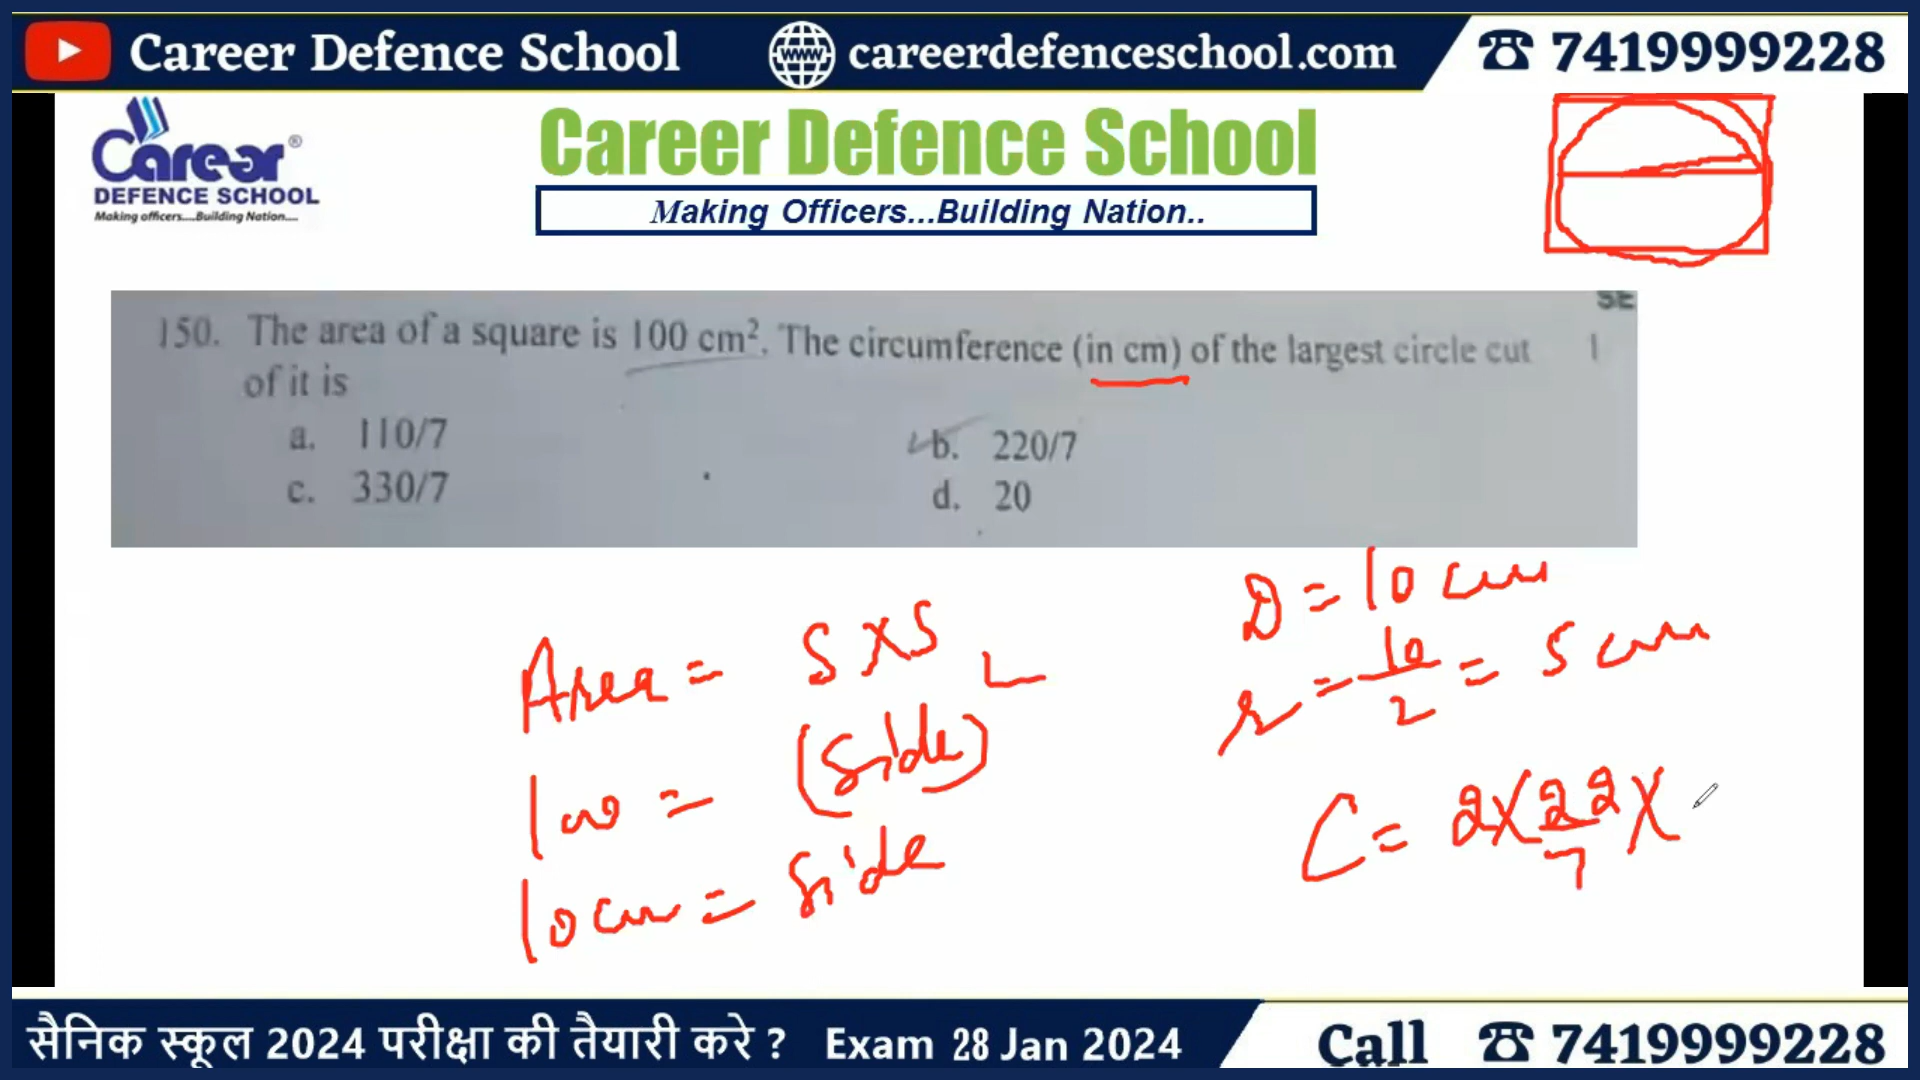 Career Defence School www careerdefenceschool.com ☎ 7419999228
Career®
DEFENCE SCHOOL
Making officers....Building Nation....
Career Defence School
Making Officers...Building Nation..
SE
150. The area of a square is 100 cm². The circumference (in cm) of the largest circle cut 1
of it is
a. 110/7 b. 220/7
c. 330/7 d. 20
Area = S×S
100 = (Side)²
10 cm = Side
D = 10 cm
r = 10/2 = 5 cm
C = 2×22/7×
सैनिक स्कूल 2024 परीक्षा की तैयारी करे ? Exam 28 Jan 2024 Call ☎ 7419999228